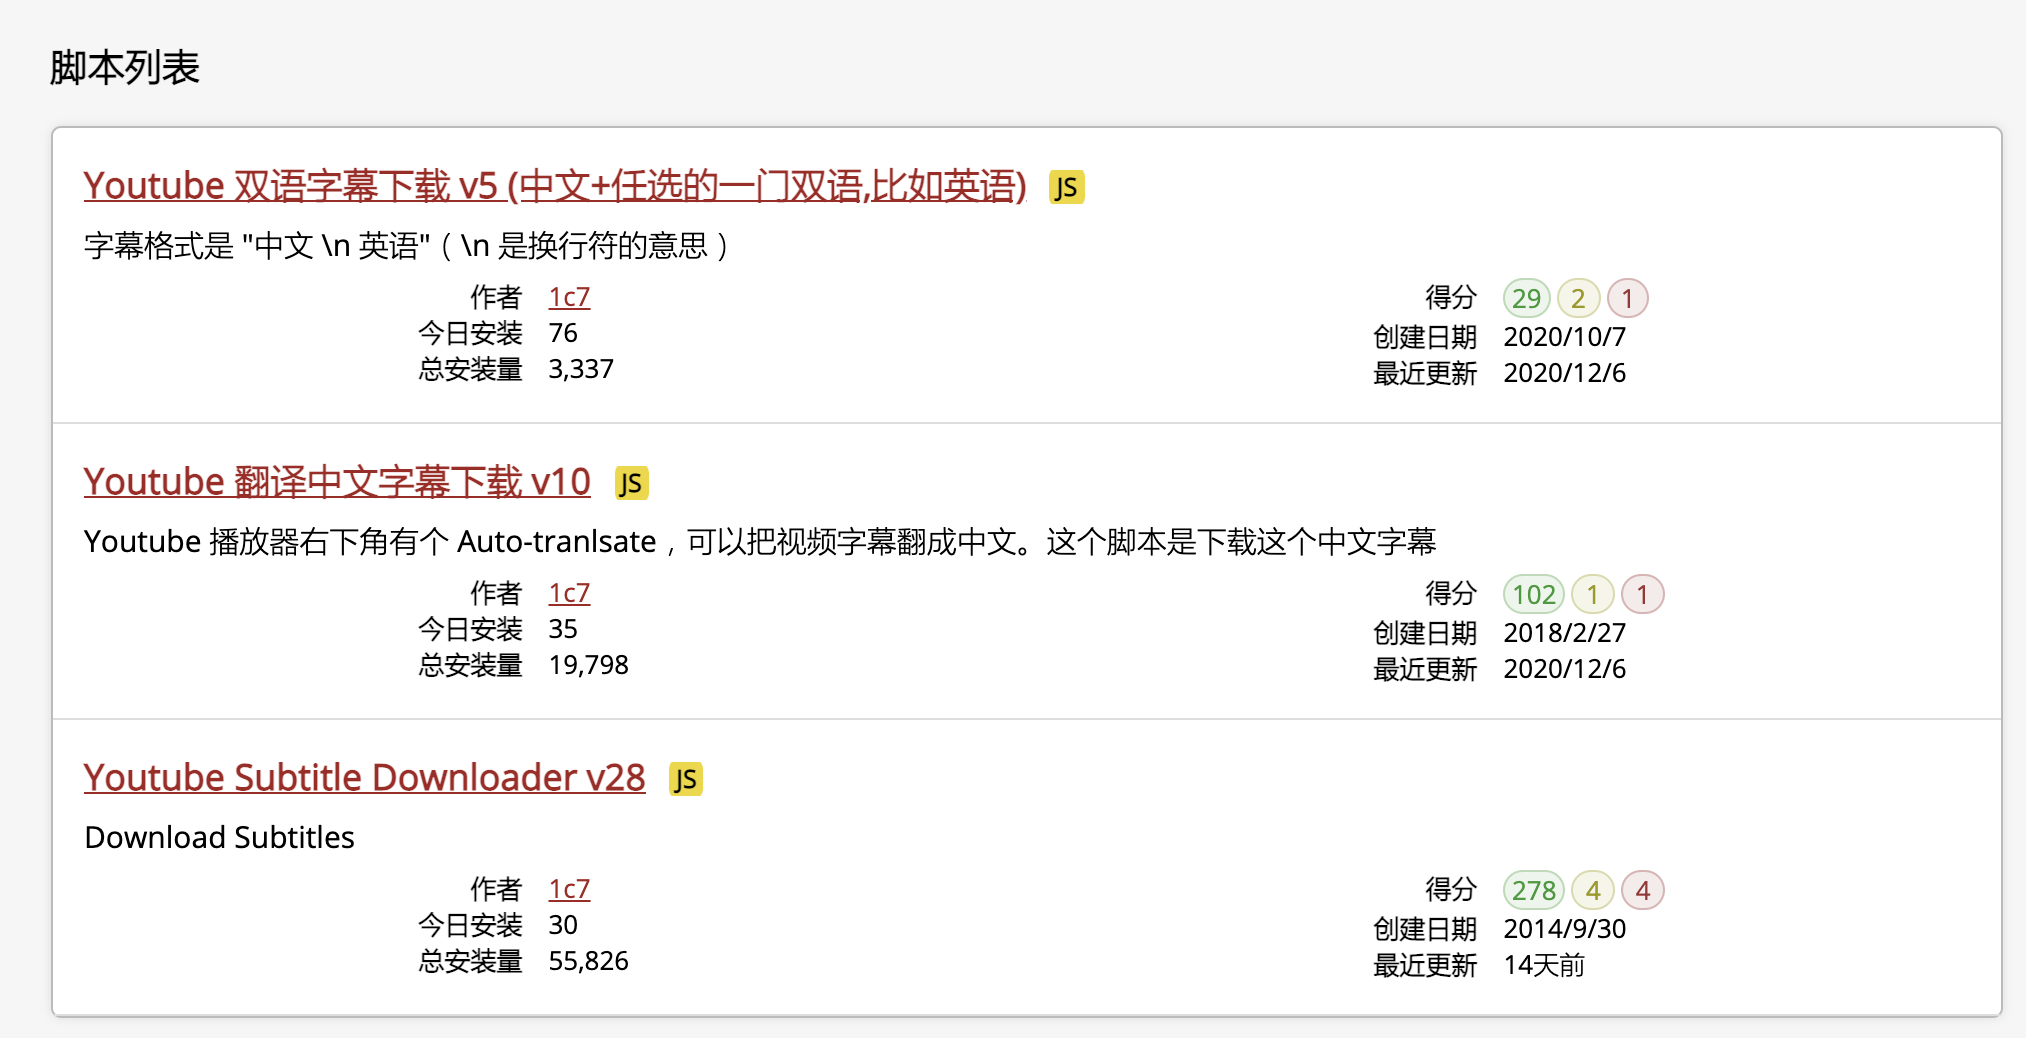 脚本列表
Youtube 双语字幕下载 v5 (中文+任选的一门双语,比如英语) JS
字幕格式是 "中文 \n 英语"（ \n 是换行符的意思 ）
作者 1c7
今日安装 76
总安装量 3,337
得分 29 2 1
创建日期 2020/10/7
最近更新 2020/12/6
Youtube 翻译中文字幕下载 v10 JS
Youtube 播放器右下角有个 Auto-tranlsate，可以把视频字幕翻成中文。这个脚本是下载这个中文字幕
作者 1c7
今日安装 35
总安装量 19,798
得分 102 1 1
创建日期 2018/2/27
最近更新 2020/12/6
Youtube Subtitle Downloader v28 JS
Download Subtitles
作者 1c7
今日安装 30
总安装量 55,826
得分 278 4 4
创建日期 2014/9/30
最近更新 14天前